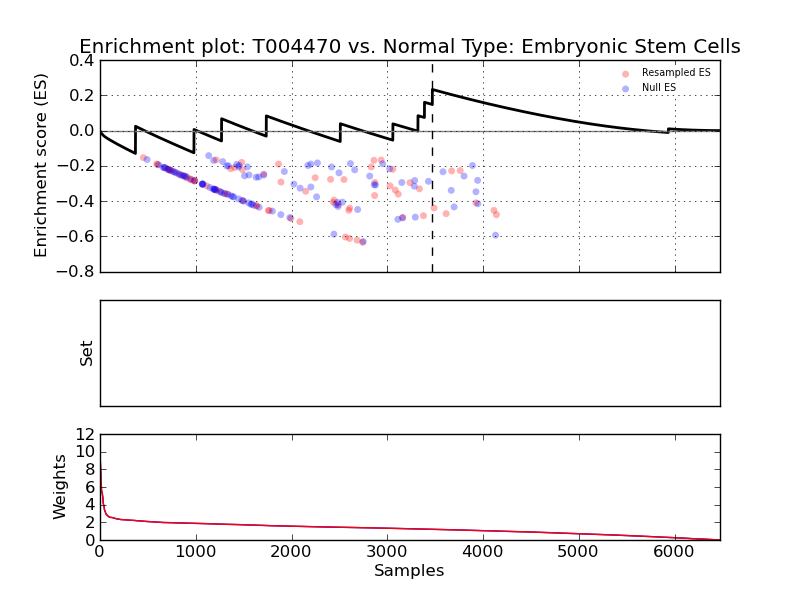 Enrichment plot: T004470 vs. Normal Type: Embryonic Stem Cells
Enrichment score (ES)
0.4
0.2
0.0
−0.2
−0.4
−0.6
−0.8
Resampled ES
Null ES
Set
Weights
12
10
8
6
4
2
0
0 1000 2000 3000 4000 5000 6000
Samples